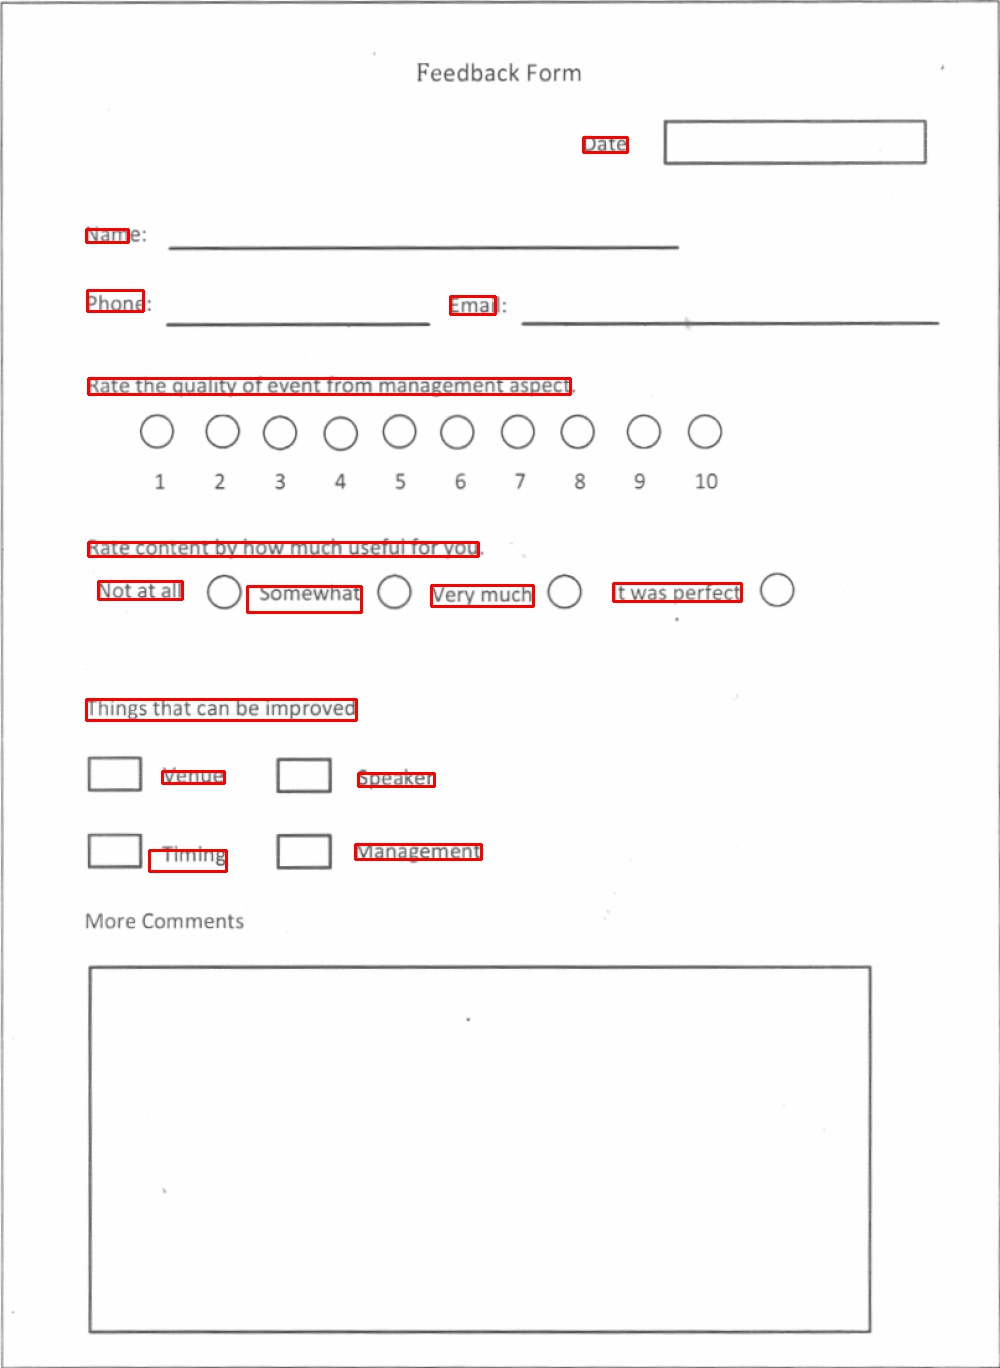 Feedback Form
Date
Name:
Phone: Email:
Rate the quality of event from management aspect.
1 2 3 4 5 6 7 8 9 10
Rate content by how much useful for you.
Not at all Somewhat Very much It was perfect
Things that can be improved
Venue Speaker
Timing Management
More Comments